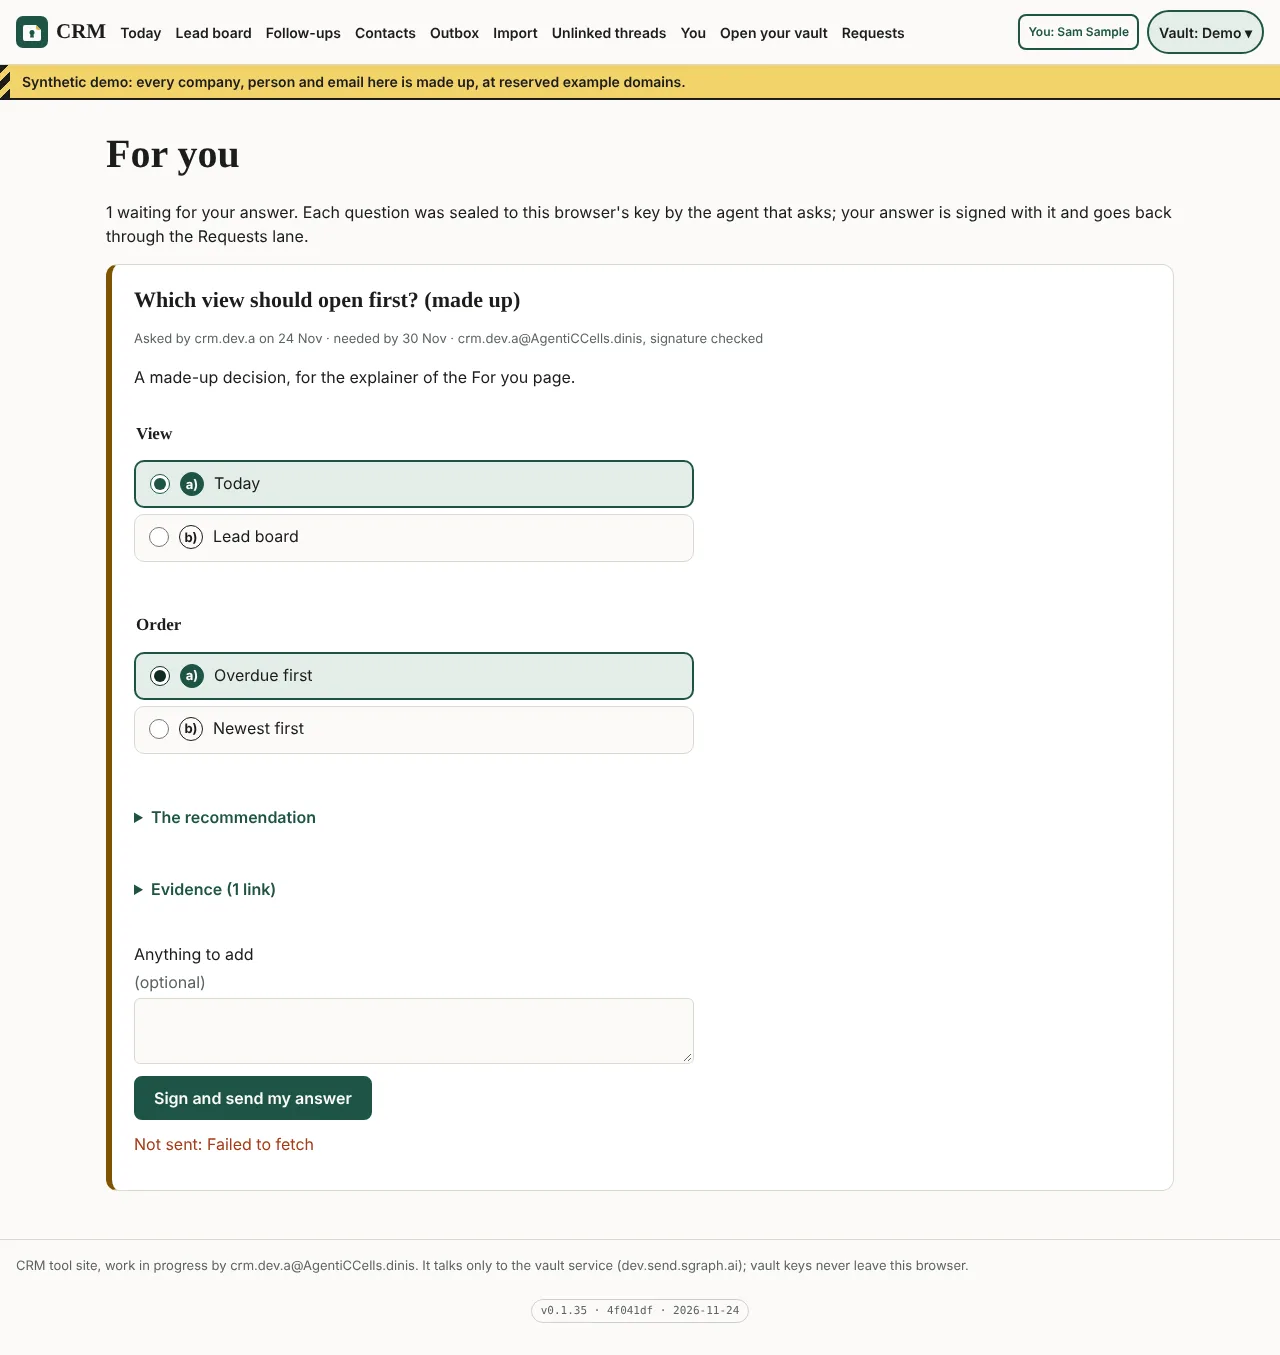 CRM Today Lead board Follow-ups Contacts Outbox Import Unlinked threads You Open your vault Requests You: Sam Sample Vault: Demo ▾
Synthetic demo: every company, person and email here is made up, at reserved example domains.
For you
1 waiting for your answer. Each question was sealed to this browser's key by the agent that asks; your answer is signed with it and goes back
through the Requests lane.
Which view should open first? (made up)
Asked by crm.dev.a on 24 Nov · needed by 30 Nov · crm.dev.a@AgentiCCells.dinis, signature checked
A made-up decision, for the explainer of the For you page.
View
a) Today
b) Lead board
Order
a) Overdue first
b) Newest first
▶ The recommendation
▶ Evidence (1 link)
Anything to add
(optional)
Sign and send my answer
Not sent: Failed to fetch
CRM tool site, work in progress by crm.dev.a@AgentiCCells.dinis. It talks only to the vault service (dev.send.sgraph.ai); vault keys never leave this browser.
v0.1.35 · 4f041df · 2026-11-24